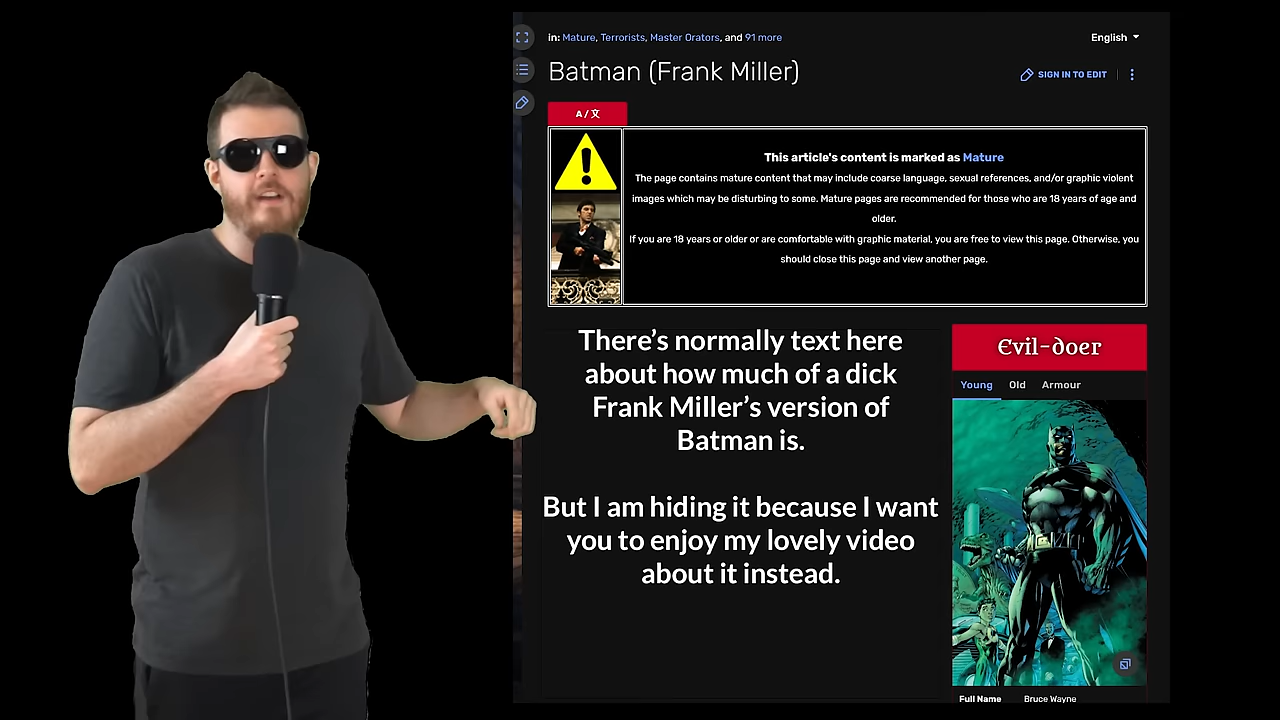 in: Mature, Terrorists, Master Orators, and 91 more
English
Batman (Frank Miller)
SIGN IN TO EDIT
A / 文
This article's content is marked as Mature
The page contains mature content that may include coarse language, sexual references, and/or graphic violent
images which may be disturbing to some. Mature pages are recommended for those who are 18 years of age and
older.
If you are 18 years or older or are comfortable with graphic material, you are free to view this page. Otherwise, you
should close this page and view another page.
There's normally text here
about how much of a dick
Frank Miller's version of
Batman is.
But I am hiding it because I want
you to enjoy my lovely video
about it instead.
Evil-doer
Young Old Armour
Full Name Bruce Wayne